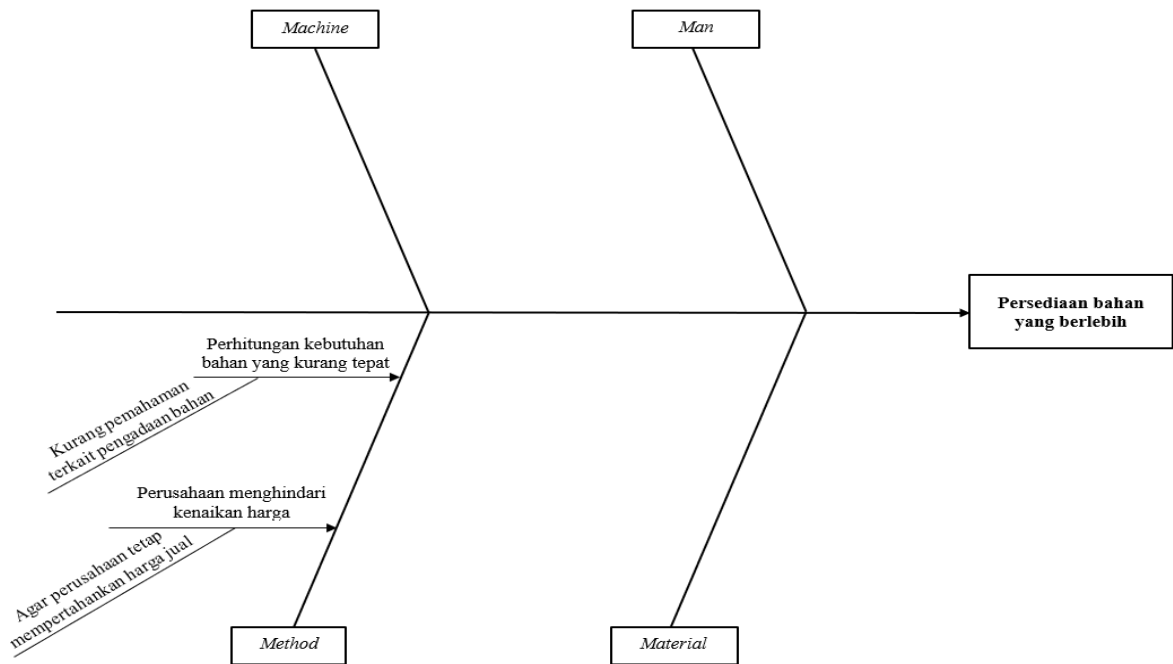 Machine
Man
Persediaan bahan
yang berlebih
Perhitungan kebutuhan
bahan yang kurang tepat
Kurang pemahaman
terkait pengadaan bahan
Perusahaan menghindari
kenaikan harga
Agar perusahaan tetap
mempertahankan harga jual
Method
Material